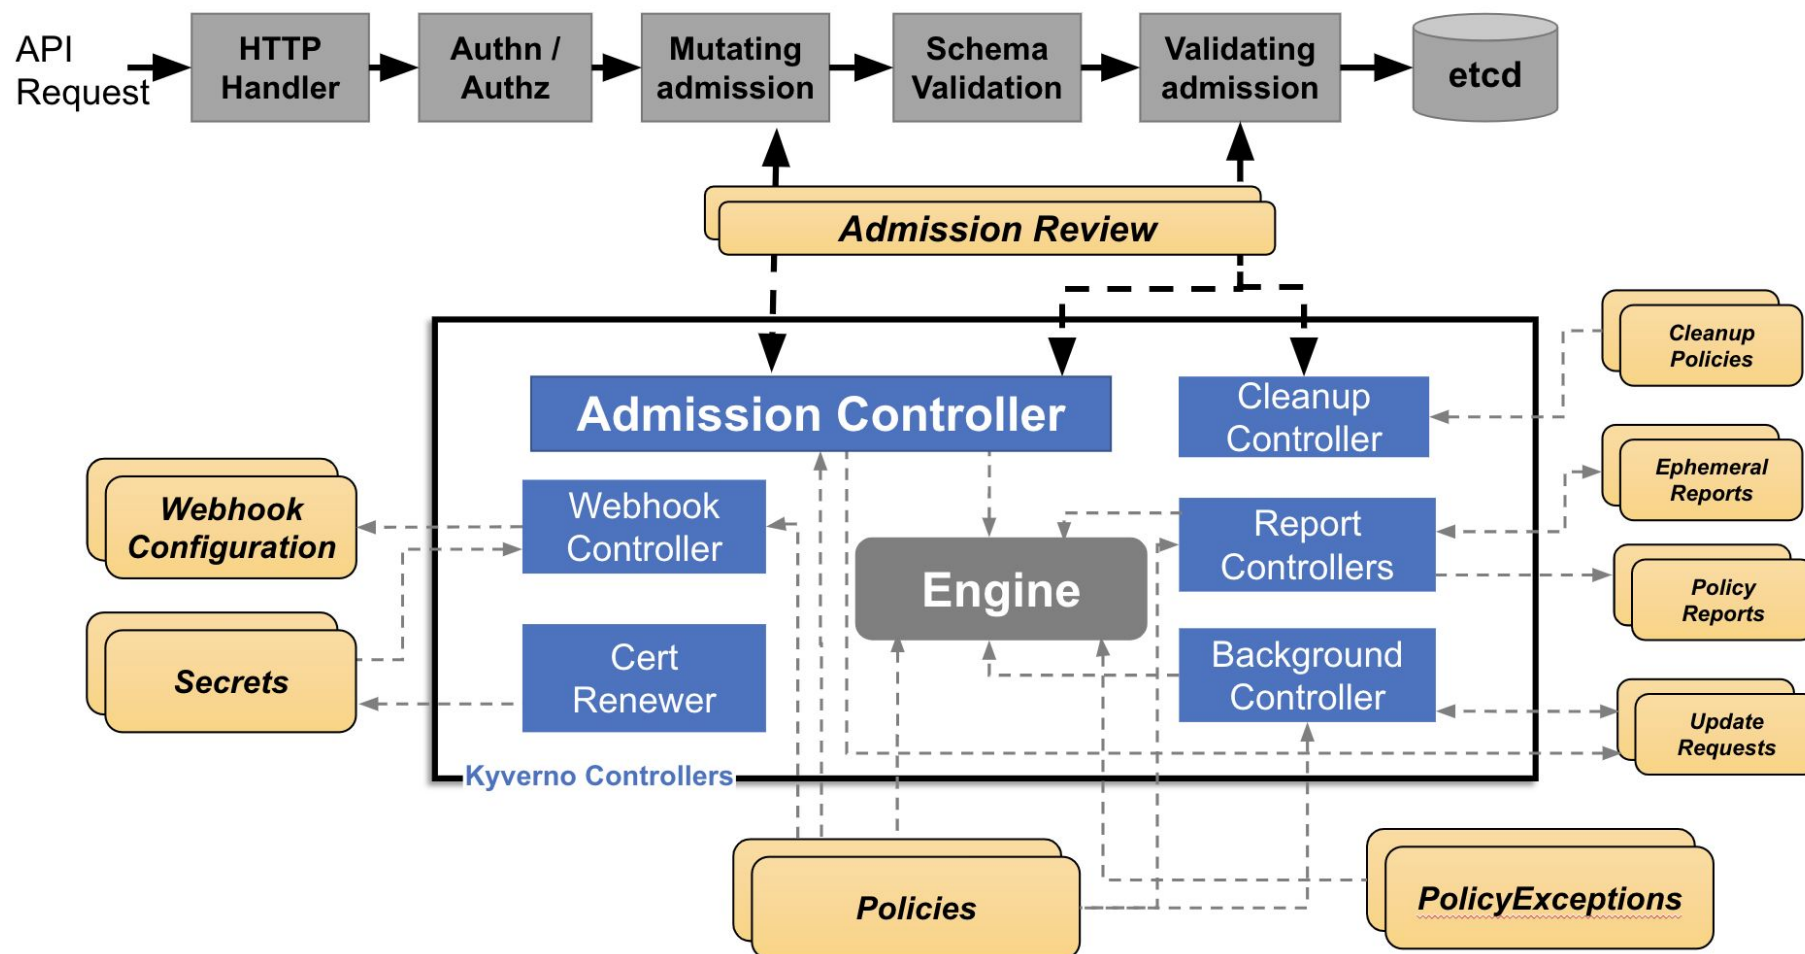 API
Request
HTTP
Handler
Authn /
Authz
Mutating
admission
Schema
Validation
Validating
admission
etcd
Admission Review
Admission Controller
Cleanup
Controller
Cleanup
Policies
Webhook
Configuration
Webhook
Controller
Engine
Report
Controllers
Ephemeral
Reports
Policy
Reports
Secrets
Cert
Renewer
Background
Controller
Update
Requests
Kyverno Controllers
Policies
PolicyExceptions